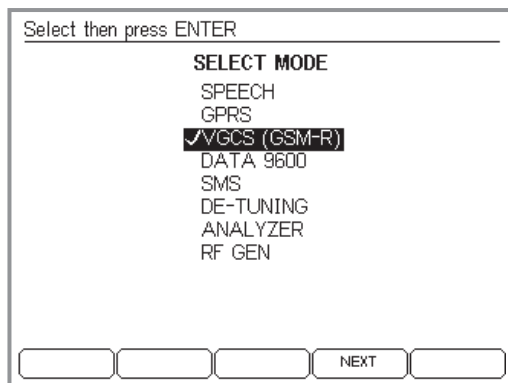 Select then press ENTER
SELECT MODE
SPEECH
GPRS
✓VGCS (GSM-R)
DATA 9600
SMS
DE-TUNING
ANALYZER
RF GEN
NEXT